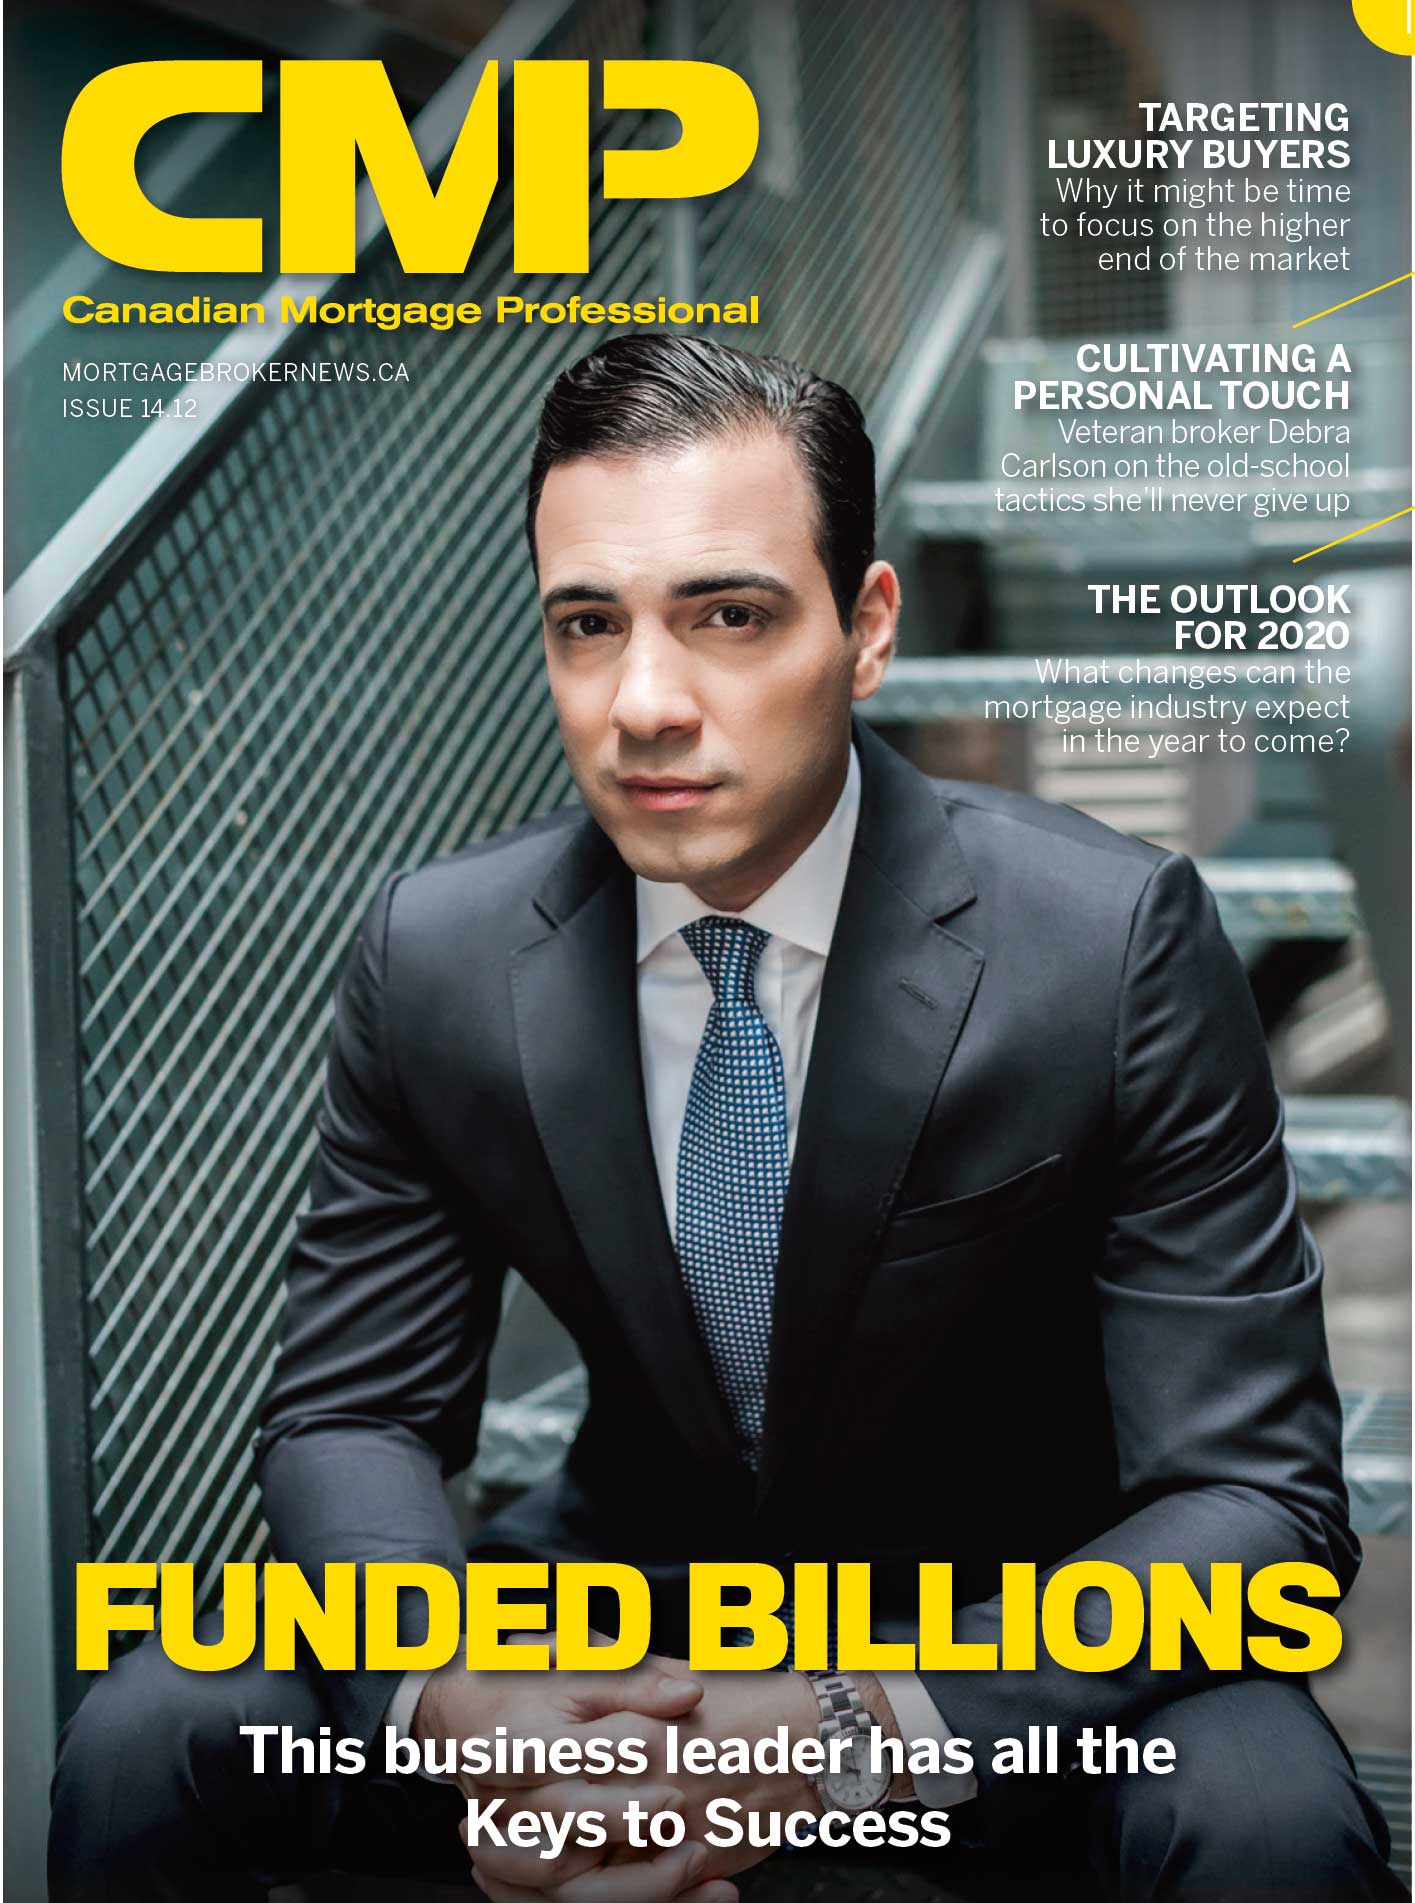 CMP
Canadian Mortgage Professional
MORTGAGEBROKERNEWS.CA
ISSUE 14.12
TARGETING
LUXURY BUYERS
Why it might be time
to focus on the higher
end of the market
CULTIVATING A
PERSONAL TOUCH
Veteran broker Debra
Carlson on the old-school
tactics she'll never give up
THE OUTLOOK
FOR 2020
What changes can the
mortgage industry expect
in the year to come?
FUNDED BILLIONS
This business leader has all the
Keys to Success